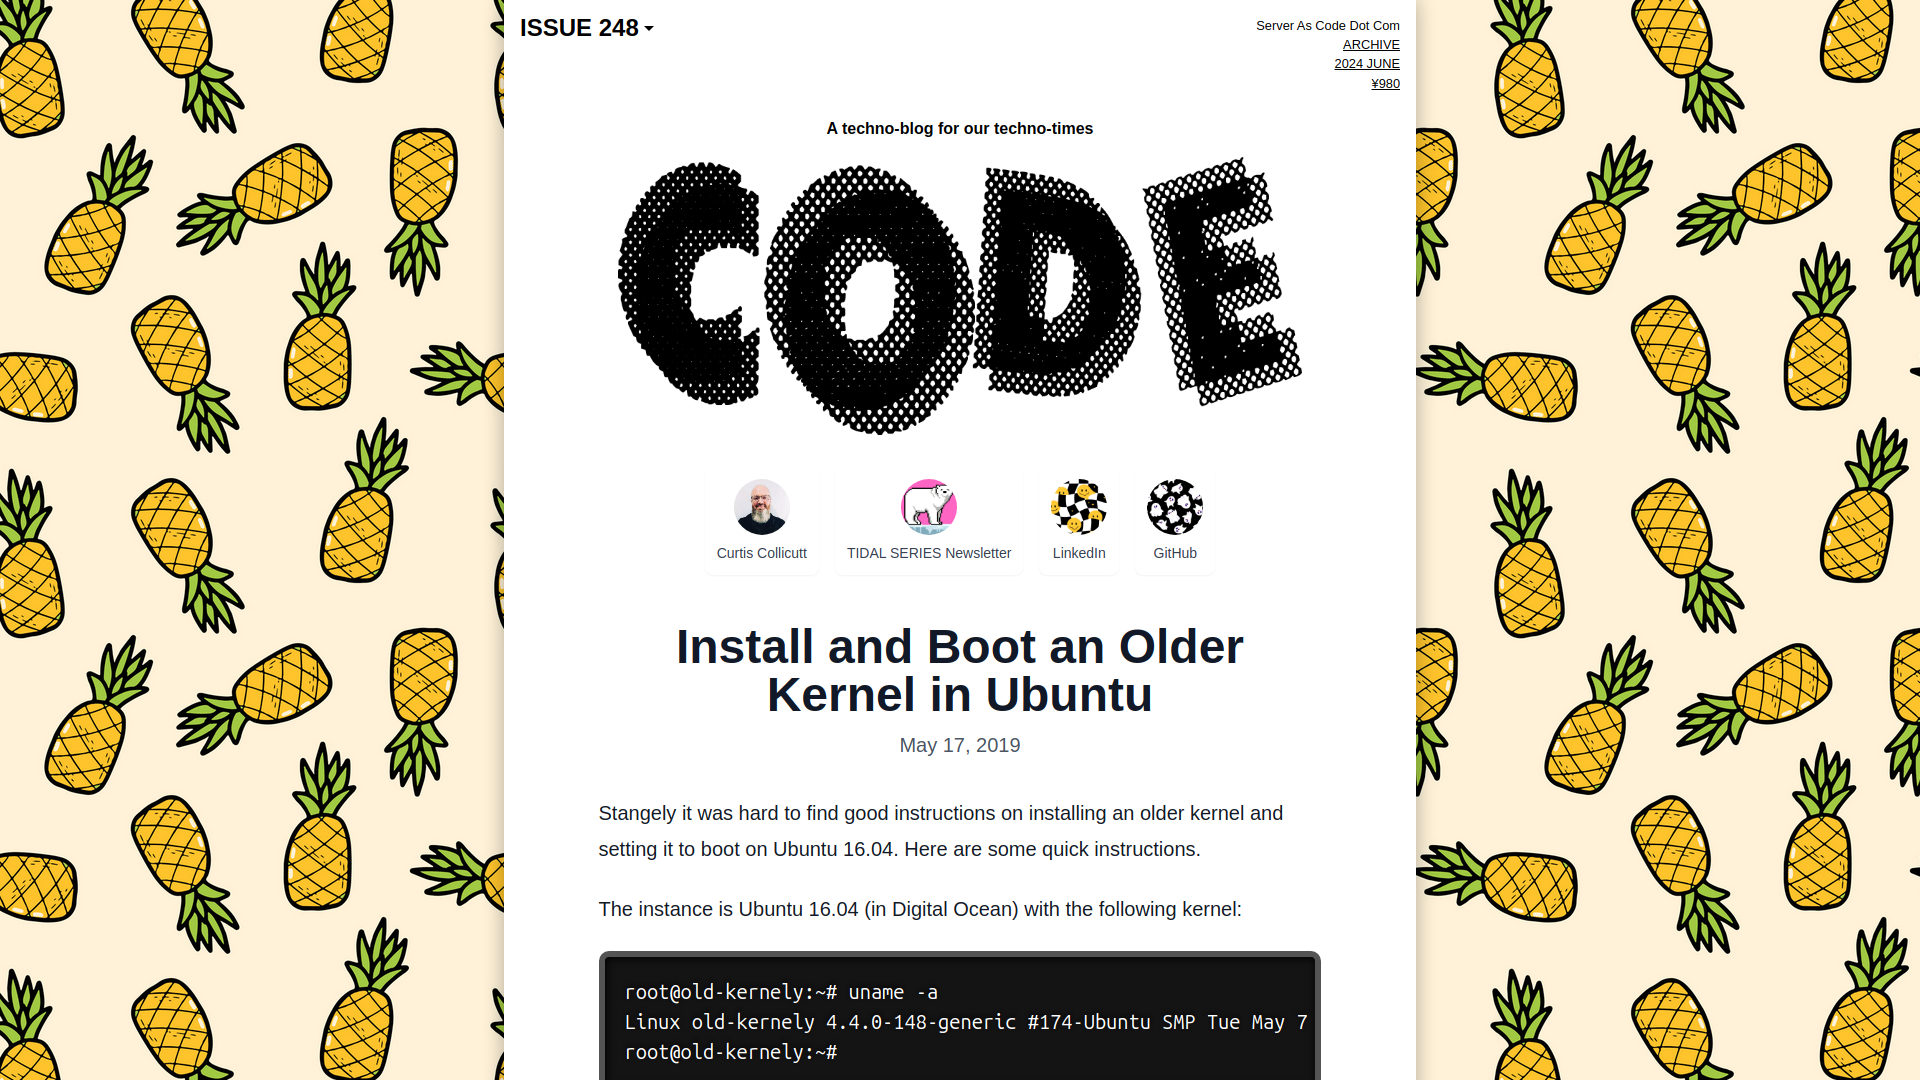 ISSUE 248
Server As Code Dot Com
ARCHIVE
2024 JUNE
¥980
A techno-blog for our techno-times
CODE
Curtis Collicutt
TIDAL SERIES Newsletter
LinkedIn
GitHub
Install and Boot an Older
Kernel in Ubuntu
May 17, 2019
Stangely it was hard to find good instructions on installing an older kernel and
setting it to boot on Ubuntu 16.04. Here are some quick instructions.
The instance is Ubuntu 16.04 (in Digital Ocean) with the following kernel:
root@old-kernely:~# uname -a
Linux old-kernely 4.4.0-148-generic #174-Ubuntu SMP Tue May 7
root@old-kernely:~#